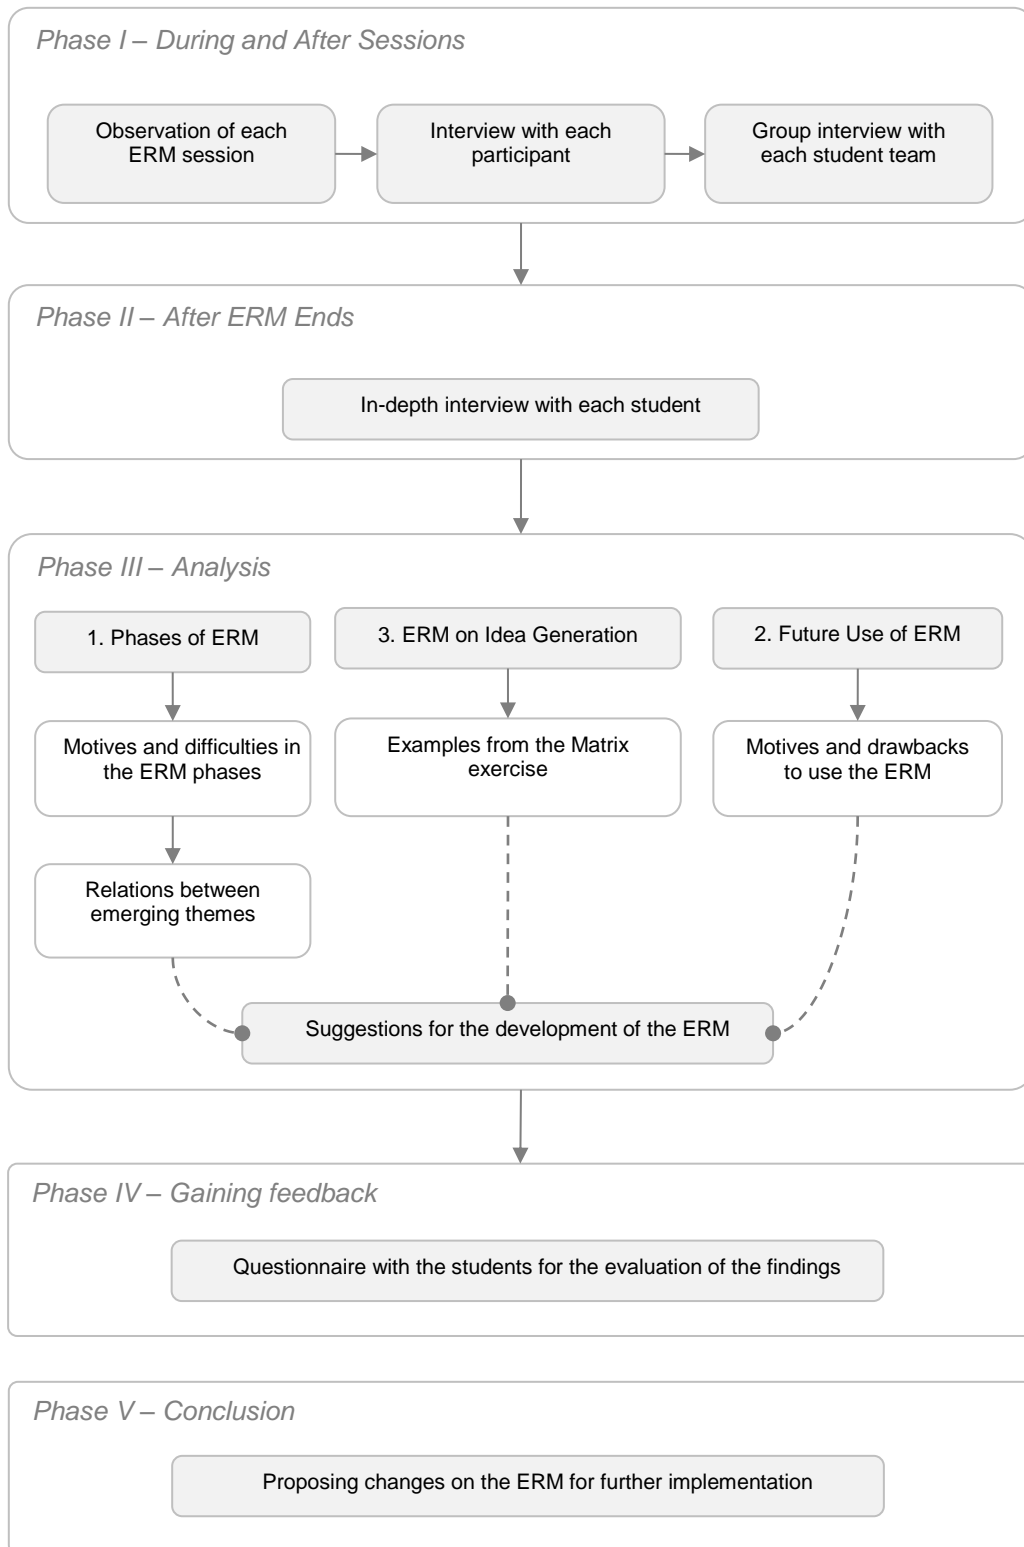 Phase I – During and After Sessions
Observation of each
ERM session
Interview with each
participant
Group interview with
each student team
Phase II – After ERM Ends
In-depth interview with each student
Phase III – Analysis
1. Phases of ERM
3. ERM on Idea Generation
2. Future Use of ERM
Motives and difficulties in
the ERM phases
Examples from the Matrix
exercise
Motives and drawbacks
to use the ERM
Relations between
emerging themes
Suggestions for the development of the ERM
Phase IV – Gaining feedback
Questionnaire with the students for the evaluation of the findings
Phase V – Conclusion
Proposing changes on the ERM for further implementation